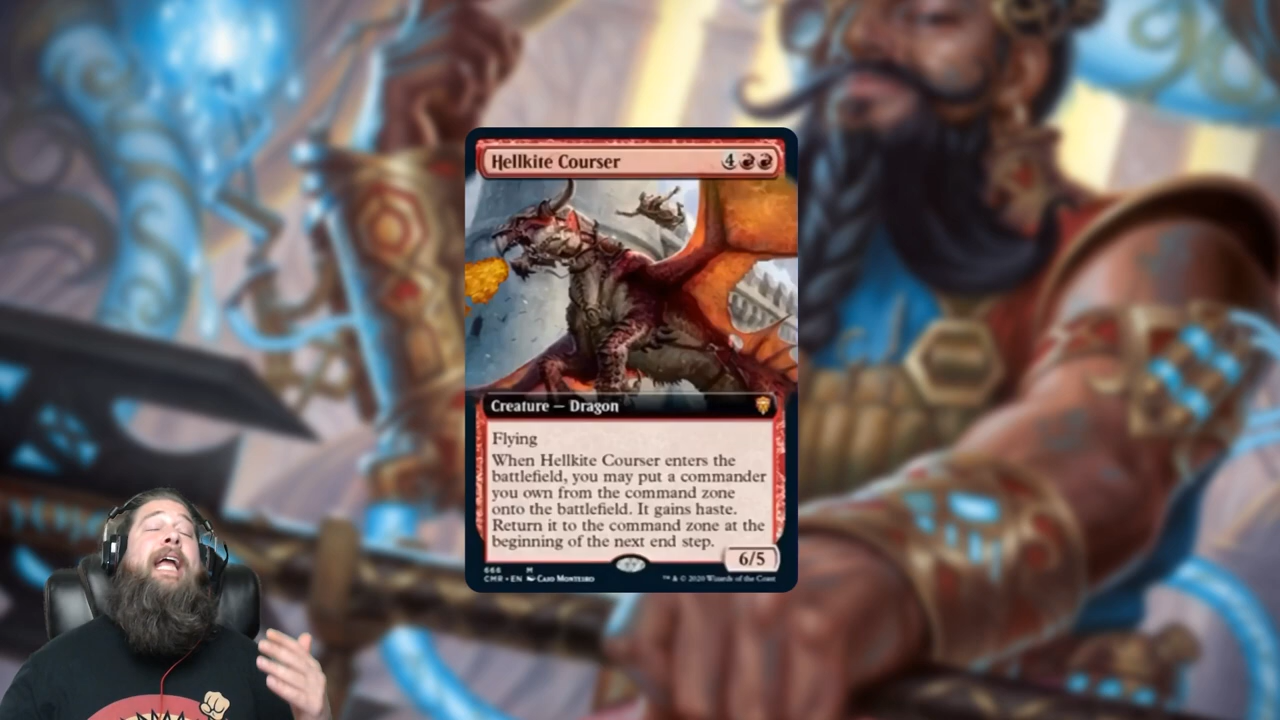 Hellkite Courser 4
Creature — Dragon
Flying
When Hellkite Courser enters the
battlefield, you may put a commander
you own from the command zone
onto the battlefield. It gains haste.
Return it to the command zone at the
beginning of the next end step.
6/5
666 M
CMR • EN Caio Monteiro ™ & © 2020 Wizards of the Coast